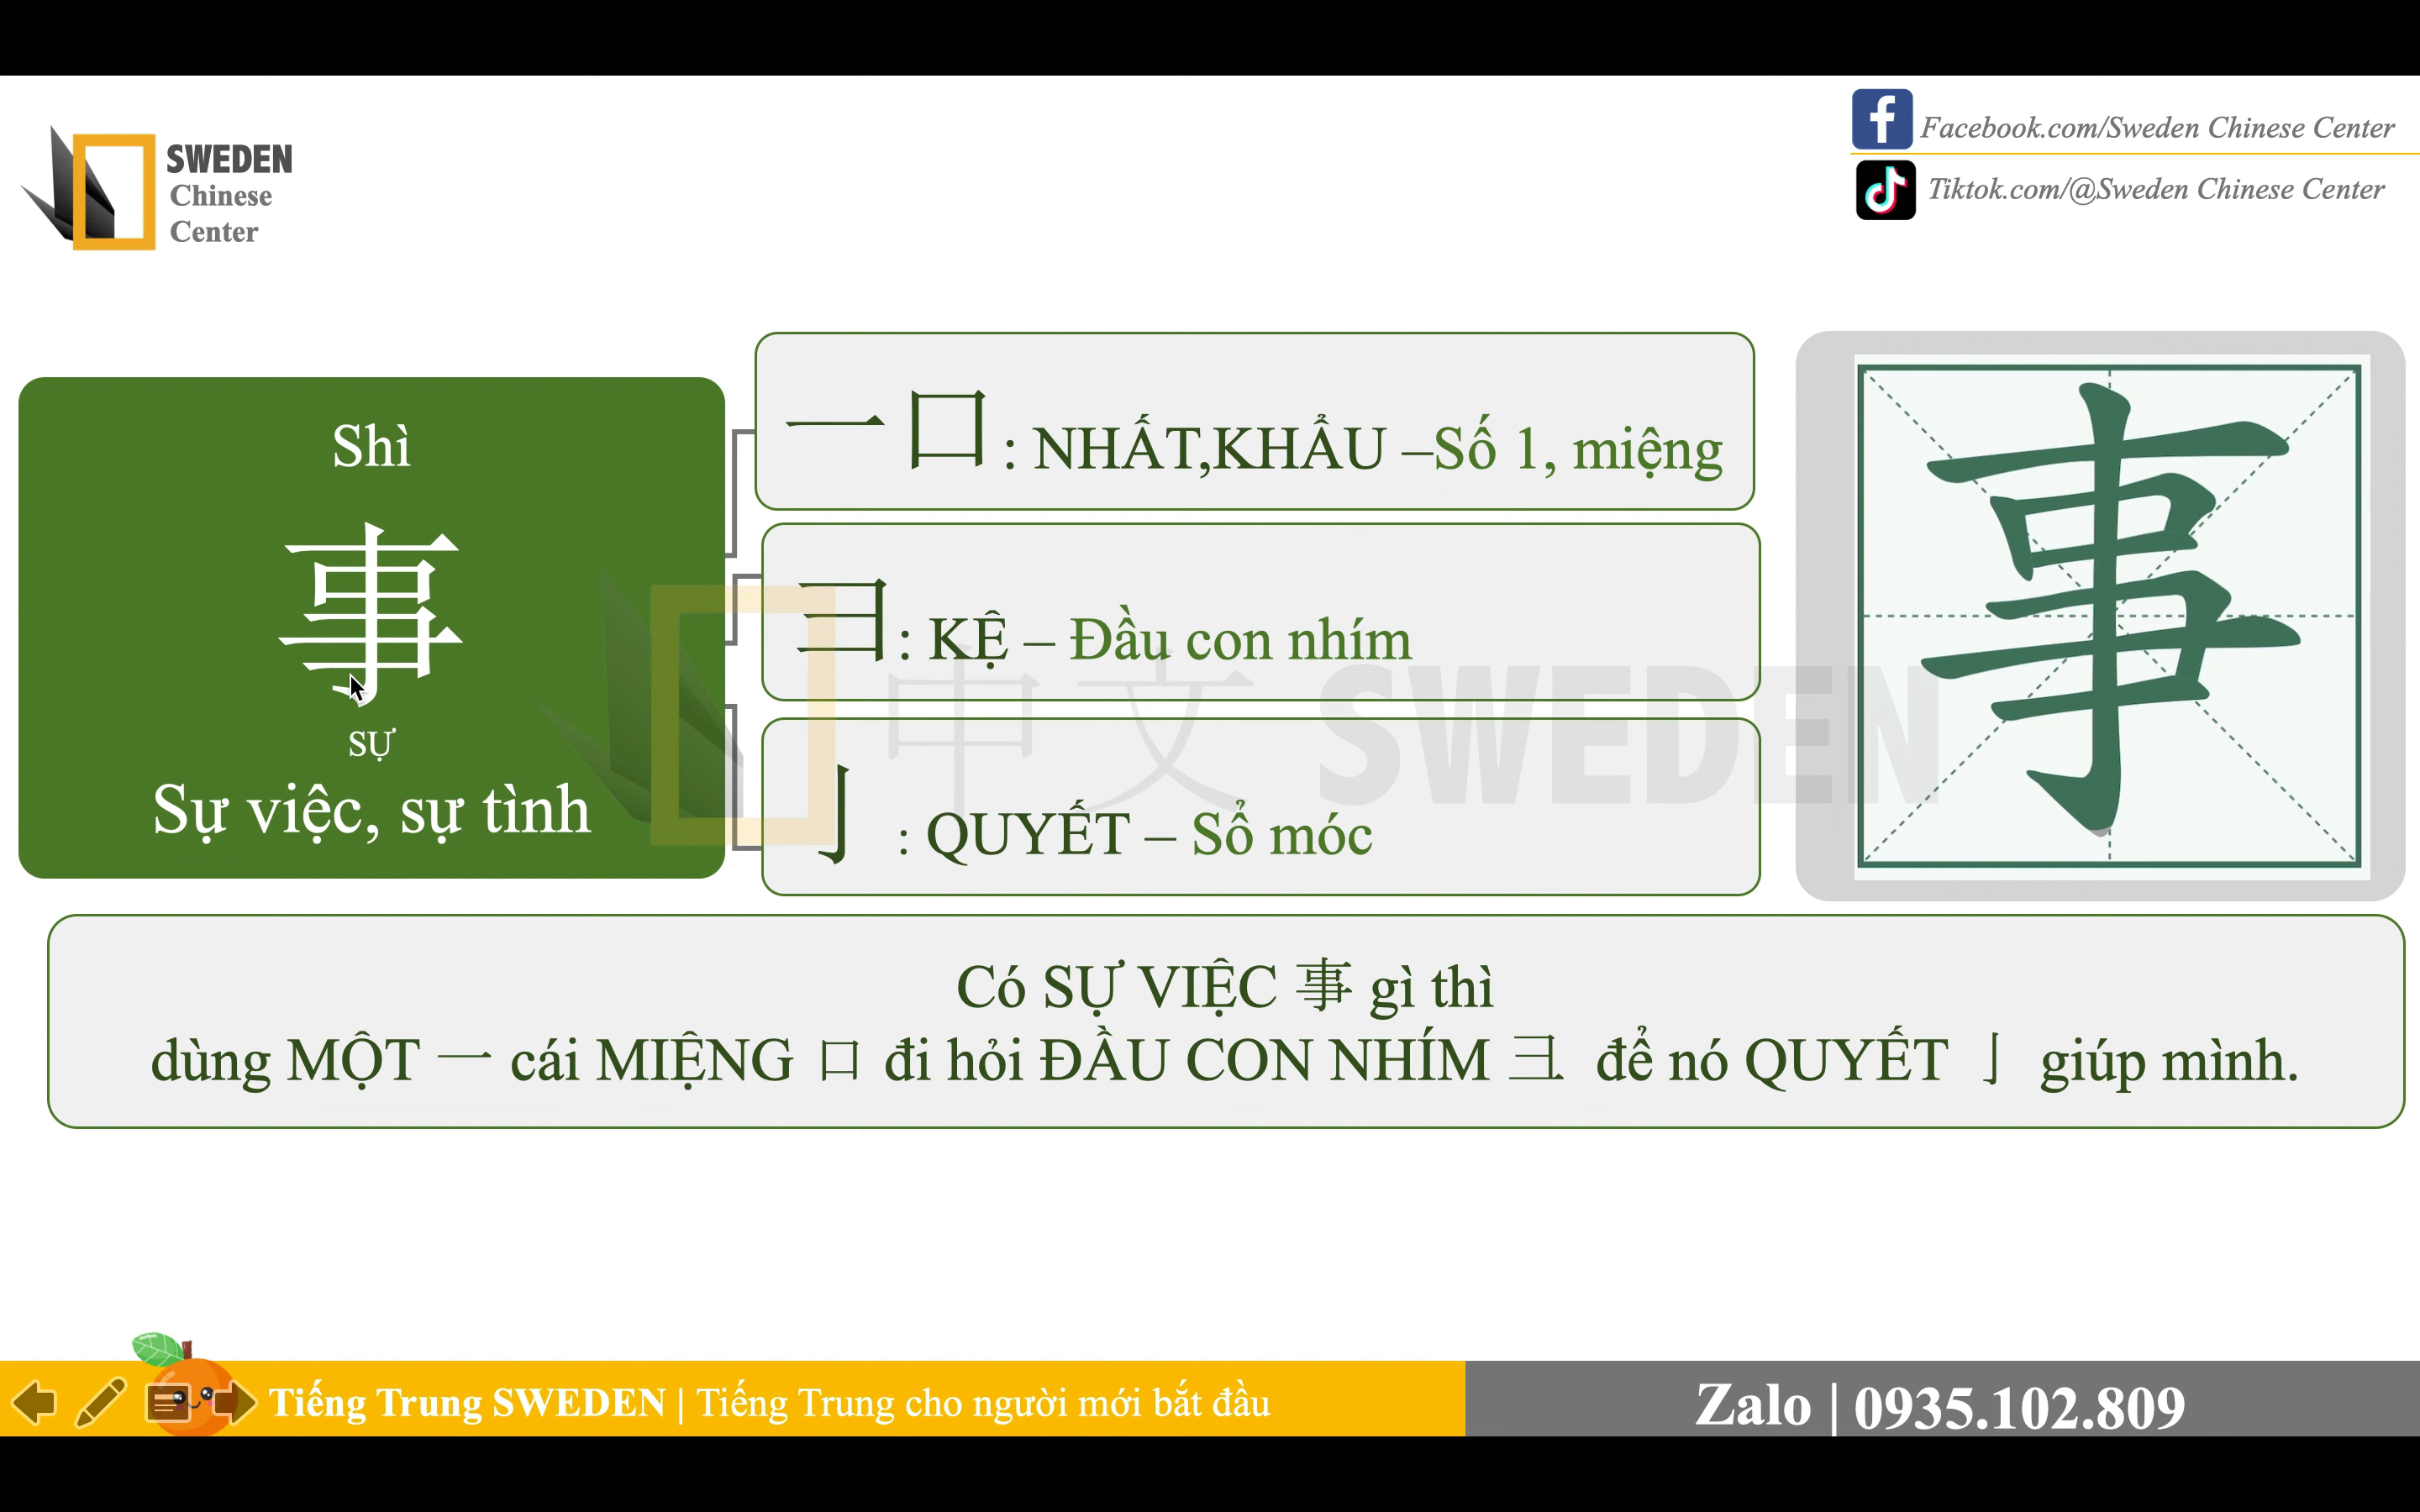 SWEDEN
Chinese
Center
Facebook.com/Sweden Chinese Center
Tiktok.com/@Sweden Chinese Center
Shì
事
SỰ
Sự việc, sự tình
一 口 : NHẤT,KHẨU –Số 1, miệng
彐 : KỆ – Đầu con nhím
亅 : QUYẾT – Sổ móc
事
中文 SWEDEN
Có SỰ VIỆC 事 gì thì
dùng MỘT 一 cái MIỆNG 口 đi hỏi ĐẦU CON NHÍM 彐 để nó QUYẾT 亅 giúp mình.
Tiếng Trung SWEDEN | Tiếng Trung cho người mới bắt đầu
Zalo | 0935.102.809